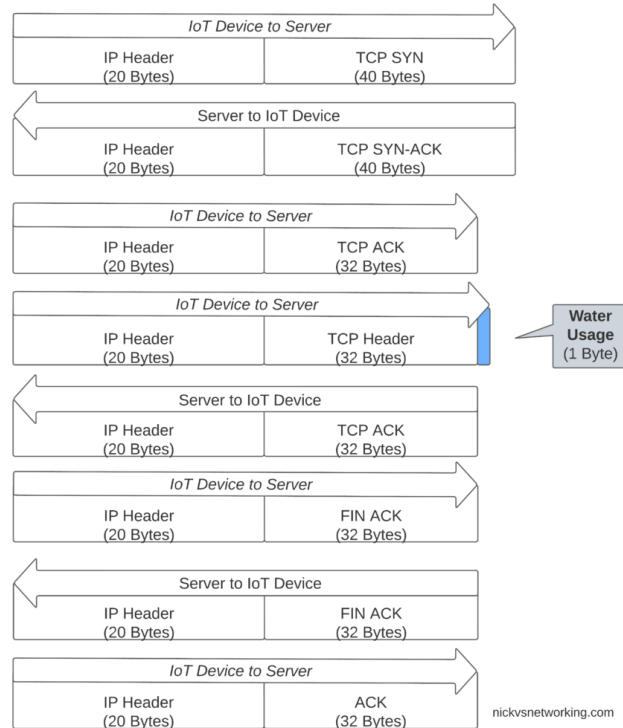 IoT Device to Server
IP Header TCP SYN
(20 Bytes) (40 Bytes)
Server to IoT Device
IP Header TCP SYN-ACK
(20 Bytes) (40 Bytes)
IoT Device to Server
IP Header TCP ACK
(20 Bytes) (32 Bytes)
IoT Device to Server
IP Header TCP Header
(20 Bytes) (32 Bytes)
Water
Usage
(1 Byte)
Server to IoT Device
IP Header TCP ACK
(20 Bytes) (32 Bytes)
IoT Device to Server
IP Header FIN ACK
(20 Bytes) (32 Bytes)
Server to IoT Device
IP Header FIN ACK
(20 Bytes) (32 Bytes)
IoT Device to Server
IP Header ACK
(20 Bytes) (32 Bytes)
nickvsnetworking.com